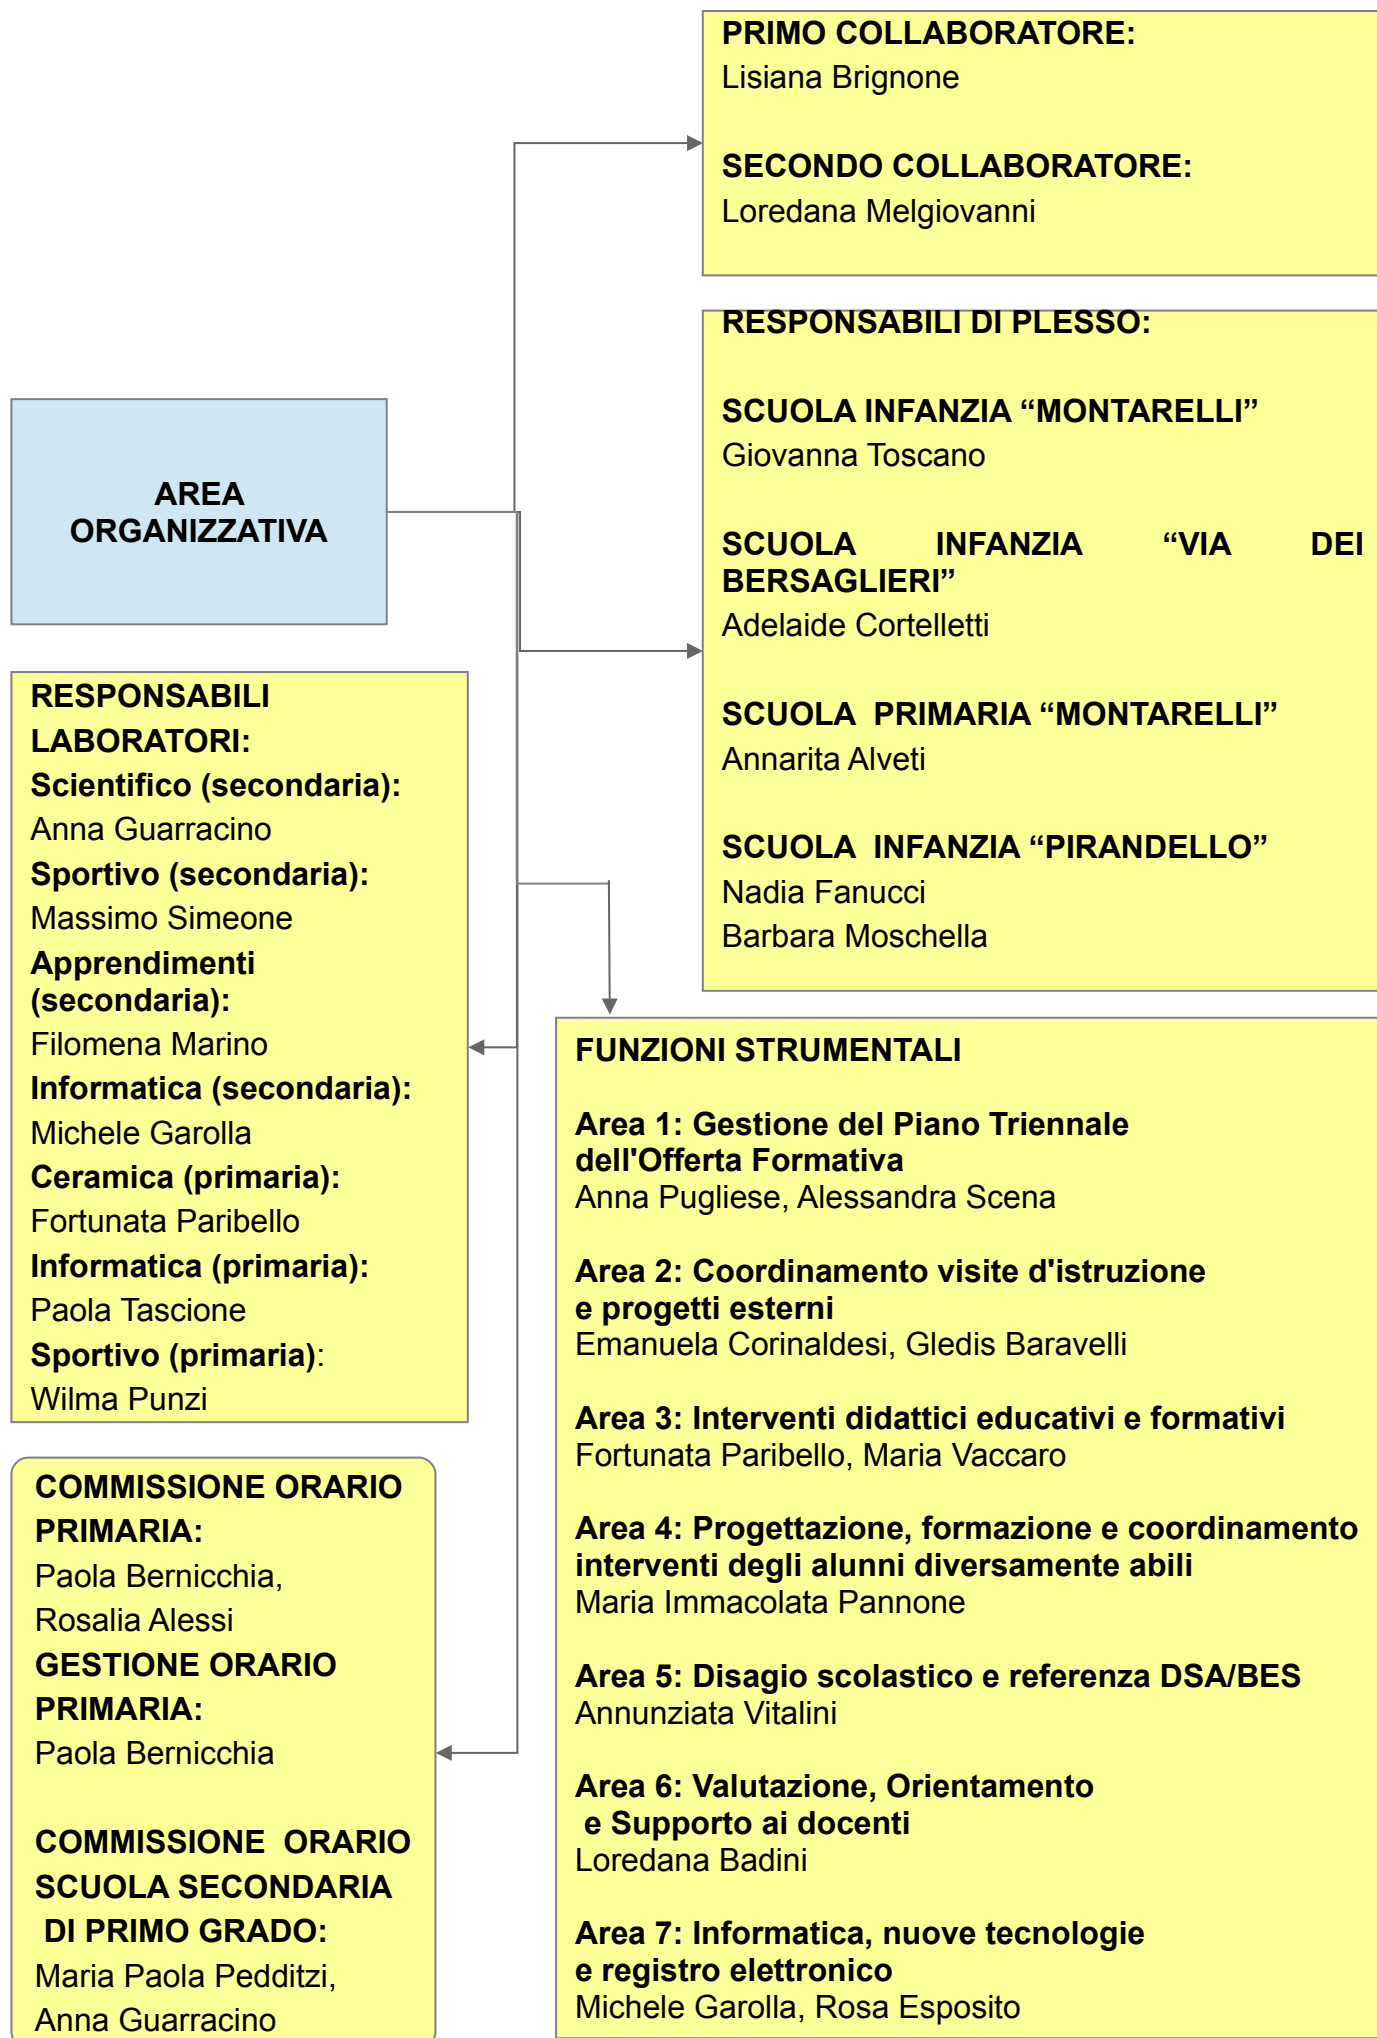 PRIMO COLLABORATORE:
Lisiana Brignone
SECONDO COLLABORATORE:
Loredana Melgiovanni
RESPONSABILI DI PLESSO:
SCUOLA INFANZIA “MONTARELLI”
Giovanna Toscano
SCUOLA INFANZIA “VIA DEI
BERSAGLIERI”
Adelaide Cortelletti
SCUOLA PRIMARIA “MONTARELLI”
Annarita Alveti
SCUOLA INFANZIA “PIRANDELLO”
Nadia Fanucci
Barbara Moschella
AREA
ORGANIZZATIVA
RESPONSABILI
LABORATORI:
Scientifico (secondaria):
Anna Guarracino
Sportivo (secondaria):
Massimo Simeone
Apprendimenti
(secondaria):
Filomena Marino
Informatica (secondaria):
Michele Garolla
Ceramica (primaria):
Fortunata Paribello
Informatica (primaria):
Paola Tascione
Sportivo (primaria):
Wilma Punzi
FUNZIONI STRUMENTALI
Area 1: Gestione del Piano Triennale
dell'Offerta Formativa
Anna Pugliese, Alessandra Scena
Area 2: Coordinamento visite d'istruzione
e progetti esterni
Emanuela Corinaldesi, Gledis Baravelli
Area 3: Interventi didattici educativi e formativi
Fortunata Paribello, Maria Vaccaro
Area 4: Progettazione, formazione e coordinamento
interventi degli alunni diversamente abili
Maria Immacolata Pannone
Area 5: Disagio scolastico e referenza DSA/BES
Annunziata Vitalini
Area 6: Valutazione, Orientamento
e Supporto ai docenti
Loredana Badini
Area 7: Informatica, nuove tecnologie
e registro elettronico
Michele Garolla, Rosa Esposito
COMMISSIONE ORARIO
PRIMARIA:
Paola Bernicchia,
Rosalia Alessi
GESTIONE ORARIO
PRIMARIA:
Paola Bernicchia
COMMISSIONE ORARIO
SCUOLA SECONDARIA
DI PRIMO GRADO:
Maria Paola Pedditzi,
Anna Guarracino